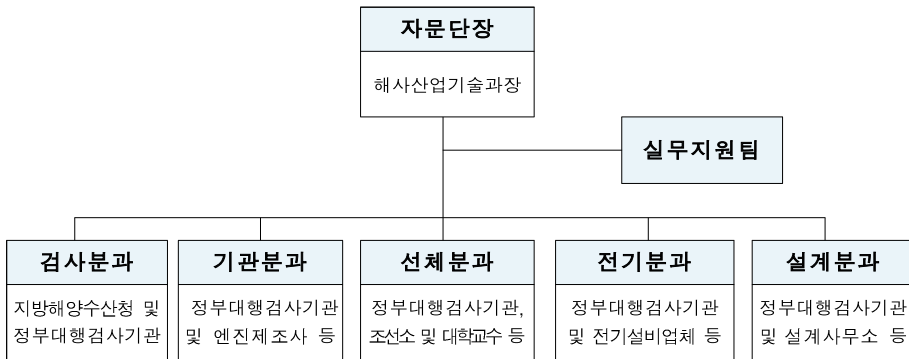 자문단장
해사산업기술과장
실무지원팀
검사분과
지방해양수산청 및
정부대행검사기관
기관분과
정부대행검사기관
및 엔진제조사 등
선체분과
정부대행검사기관,
조선소 및 대학교수 등
전기분과
정부대행검사기관
및 전기설비업체 등
설계분과
정부대행검사기관
및 설계사무소 등